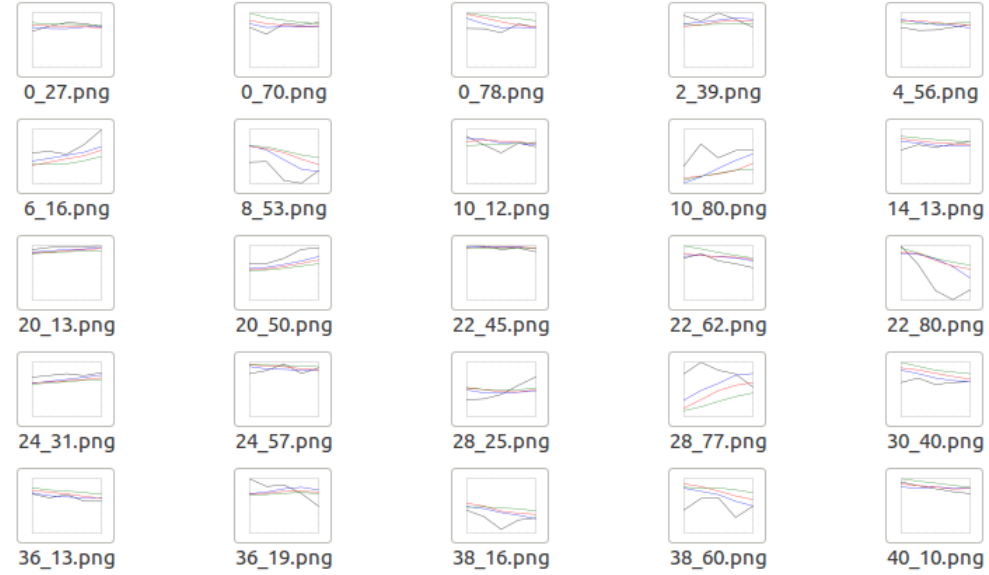 0_27.png 0_70.png 0_78.png 2_39.png 4_56.png
6_16.png 8_53.png 10_12.png 10_80.png 14_13.png
20_13.png 20_50.png 22_45.png 22_62.png 22_80.png
24_31.png 24_57.png 28_25.png 28_77.png 30_40.png
36_13.png 36_19.png 38_16.png 38_60.png 40_10.png